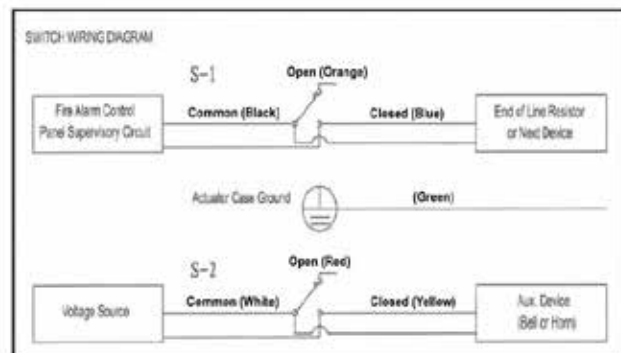 SWITCH WIRING DIAGRAM
S-1
Open (Orange)
Fire Alarm Control
Panel Supervisory Circuit
Common (Black)
Closed (Blue)
End of Line Resistor
or Next Device
Actuator Case Ground
(Green)
S-2
Open (Red)
Voltage Source
Common (White)
Closed (Yellow)
Aux. Device
(Bell or Horn)